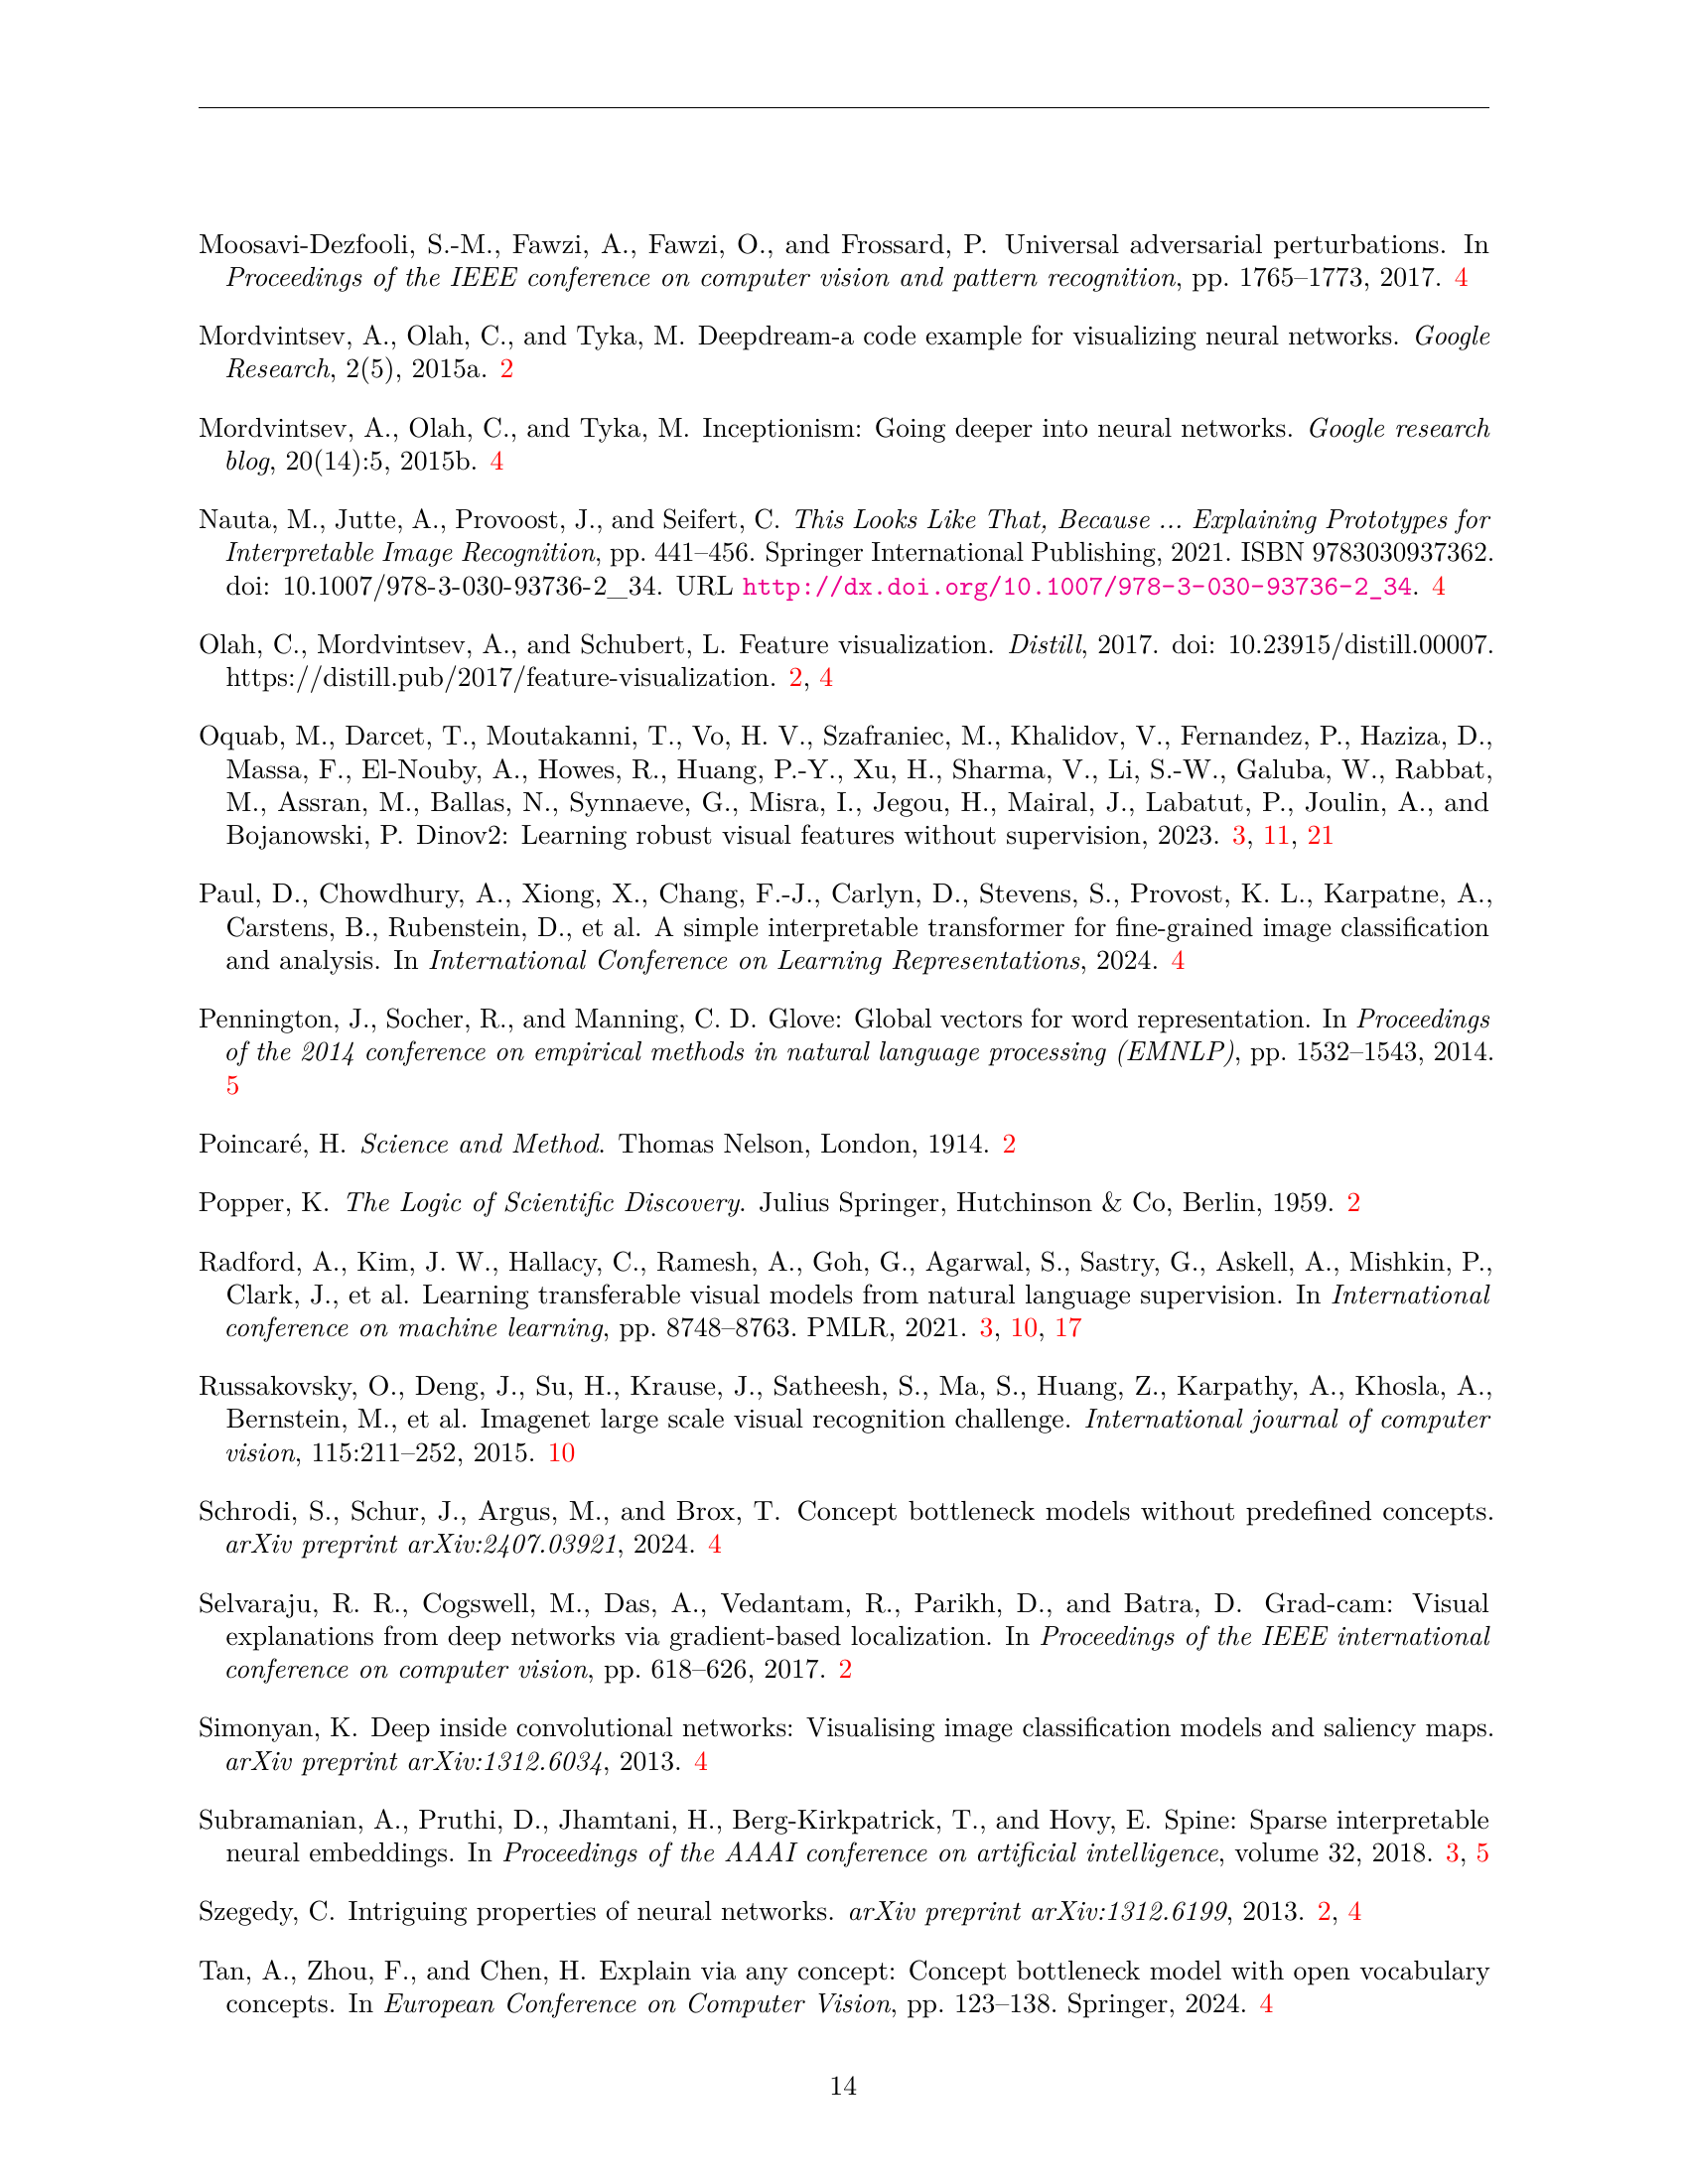 Moosavi-Dezfooli, S.-M., Fawzi, A., Fawzi, O., and Frossard, P. Universal adversarial perturbations. In
Proceedings of the IEEE conference on computer vision and pattern recognition, pp. 1765–1773, 2017. 4
Mordvintsev, A., Olah, C., and Tyka, M. Deepdream-a code example for visualizing neural networks. Google
Research, 2(5), 2015a. 2
Mordvintsev, A., Olah, C., and Tyka, M. Inceptionism: Going deeper into neural networks. Google research
blog, 20(14):5, 2015b. 4
Nauta, M., Jutte, A., Provoost, J., and Seifert, C. This Looks Like That, Because ... Explaining Prototypes for
Interpretable Image Recognition, pp. 441–456. Springer International Publishing, 2021. ISBN 9783030937362.
doi: 10.1007/978-3-030-93736-2_34. URL http://dx.doi.org/10.1007/978-3-030-93736-2_34. 4
Olah, C., Mordvintsev, A., and Schubert, L. Feature visualization. Distill, 2017. doi: 10.23915/distill.00007.
https://distill.pub/2017/feature-visualization. 2, 4
Oquab, M., Darcet, T., Moutakanni, T., Vo, H. V., Szafraniec, M., Khalidov, V., Fernandez, P., Haziza, D.,
Massa, F., El-Nouby, A., Howes, R., Huang, P.-Y., Xu, H., Sharma, V., Li, S.-W., Galuba, W., Rabbat,
M., Assran, M., Ballas, N., Synnaeve, G., Misra, I., Jegou, H., Mairal, J., Labatut, P., Joulin, A., and
Bojanowski, P. Dinov2: Learning robust visual features without supervision, 2023. 3, 11, 21
Paul, D., Chowdhury, A., Xiong, X., Chang, F.-J., Carlyn, D., Stevens, S., Provost, K. L., Karpatne, A.,
Carstens, B., Rubenstein, D., et al. A simple interpretable transformer for fine-grained image classification
and analysis. In International Conference on Learning Representations, 2024. 4
Pennington, J., Socher, R., and Manning, C. D. Glove: Global vectors for word representation. In Proceedings
of the 2014 conference on empirical methods in natural language processing (EMNLP), pp. 1532–1543, 2014.
5
Poincaré, H. Science and Method. Thomas Nelson, London, 1914. 2
Popper, K. The Logic of Scientific Discovery. Julius Springer, Hutchinson & Co, Berlin, 1959. 2
Radford, A., Kim, J. W., Hallacy, C., Ramesh, A., Goh, G., Agarwal, S., Sastry, G., Askell, A., Mishkin, P.,
Clark, J., et al. Learning transferable visual models from natural language supervision. In International
conference on machine learning, pp. 8748–8763. PMLR, 2021. 3, 10, 17
Russakovsky, O., Deng, J., Su, H., Krause, J., Satheesh, S., Ma, S., Huang, Z., Karpathy, A., Khosla, A.,
Bernstein, M., et al. Imagenet large scale visual recognition challenge. International journal of computer
vision, 115:211–252, 2015. 10
Schrodi, S., Schur, J., Argus, M., and Brox, T. Concept bottleneck models without predefined concepts.
arXiv preprint arXiv:2407.03921, 2024. 4
Selvaraju, R. R., Cogswell, M., Das, A., Vedantam, R., Parikh, D., and Batra, D. Grad-cam: Visual
explanations from deep networks via gradient-based localization. In Proceedings of the IEEE international
conference on computer vision, pp. 618–626, 2017. 2
Simonyan, K. Deep inside convolutional networks: Visualising image classification models and saliency maps.
arXiv preprint arXiv:1312.6034, 2013. 4
Subramanian, A., Pruthi, D., Jhamtani, H., Berg-Kirkpatrick, T., and Hovy, E. Spine: Sparse interpretable
neural embeddings. In Proceedings of the AAAI conference on artificial intelligence, volume 32, 2018. 3, 5
Szegedy, C. Intriguing properties of neural networks. arXiv preprint arXiv:1312.6199, 2013. 2, 4
Tan, A., Zhou, F., and Chen, H. Explain via any concept: Concept bottleneck model with open vocabulary
concepts. In European Conference on Computer Vision, pp. 123–138. Springer, 2024. 4
14